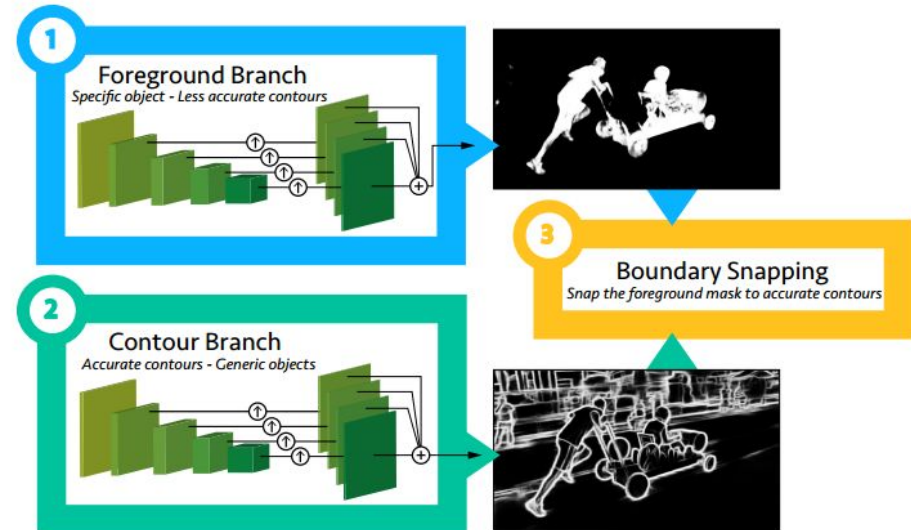 1
Foreground Branch
Specific object - Less accurate contours
2
Contour Branch
Accurate contours - Generic objects
3
Boundary Snapping
Snap the foreground mask to accurate contours